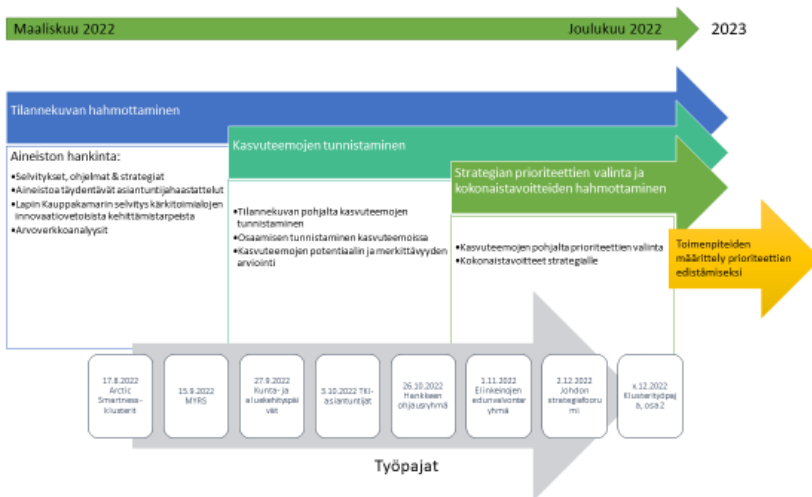 Maaliskuu 2022
Joulukuu 2022
2023
Tilannekuvan hahmottaminen
Aineiston hankinta:
•Selvitykset, ohjelmat & strategiat
•Aineistoa täydentävät asiantuntijahaastattelut
•Lapin Kauppakamarin selvitys kärkitoimialojen
innovaatiovetoisista kehittämistarpeista
•Arvoverkkoanalyysit
Kasvuteemojen tunnistaminen
•Tilannekuvan pohjalta kasvuteemojen
tunnistaminen
•Osaamisen tunnistaminen kasvuteemoissa
•Kasvuteemojen potentiaalin ja merkittävyyden
arviointi
Strategian prioriteettien valinta ja
kokonaistavoitteiden hahmottaminen
•Kasvuteemojen pohjalta prioriteettien valinta
•Kokonaistavoitteet strategialle
Toimenpiteiden
määrittely prioriteettien
edistämiseksi
17.8.2022
Arctic
Smartness-
klusterit
15.9.2022
MYRS
27.9.2022
Kunta- ja
aluekehityspäi
vät
3.10.2022 TKI-
asiantuntijat
26.10.2022
Hankkeen
ohjausryhmä
1.11.2022
Elinkeinojen
edunvalvontar
yhmä
2.12.2022
Johdon
strategiafooru
mi
x.12.2022
Klusterityöpaj
a, osa 2
Työpajat